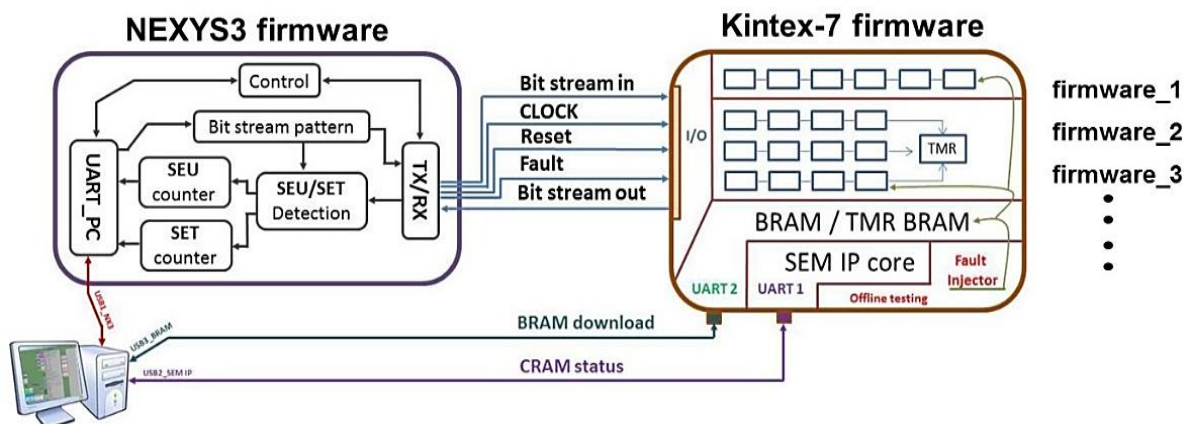 NEXYS3 firmware
Control
Bit stream pattern
UART_PC
SEU
counter
SEU/SET
Detection
SET
counter
TX/RX
Bit stream in
CLOCK
Reset
Fault
Bit stream out
Kintex-7 firmware
I/O
TMR
BRAM / TMR BRAM
SEM IP core
Fault
Injector
UART 2
UART 1
Offline testing
firmware_1
firmware_2
firmware_3
USB1_NX3
USB3_BRAM
BRAM download
USB2_SEM IP
CRAM status